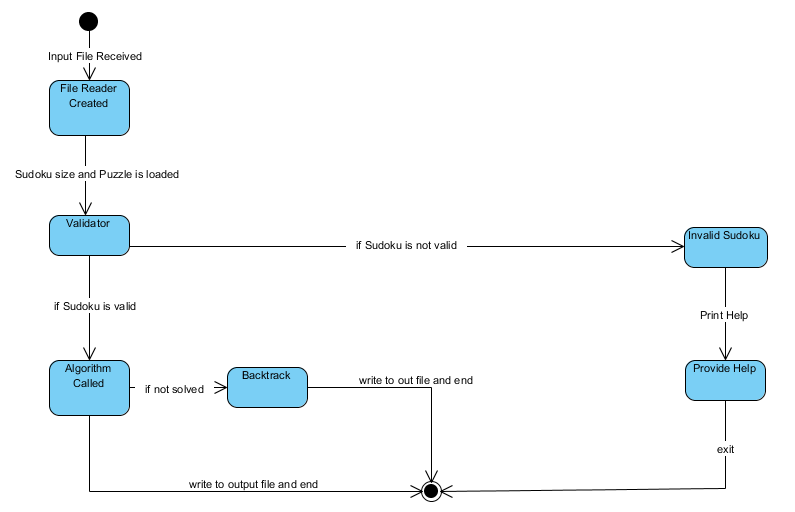 Input File Received
File Reader
Created
Sudoku size and Puzzle is loaded
Validator
if Sudoku is not valid
Invalid Sudoku
if Sudoku is valid
Print Help
Algorithm
Called
if not solved
Backtrack
write to out file and end
Provide Help
exit
write to output file and end